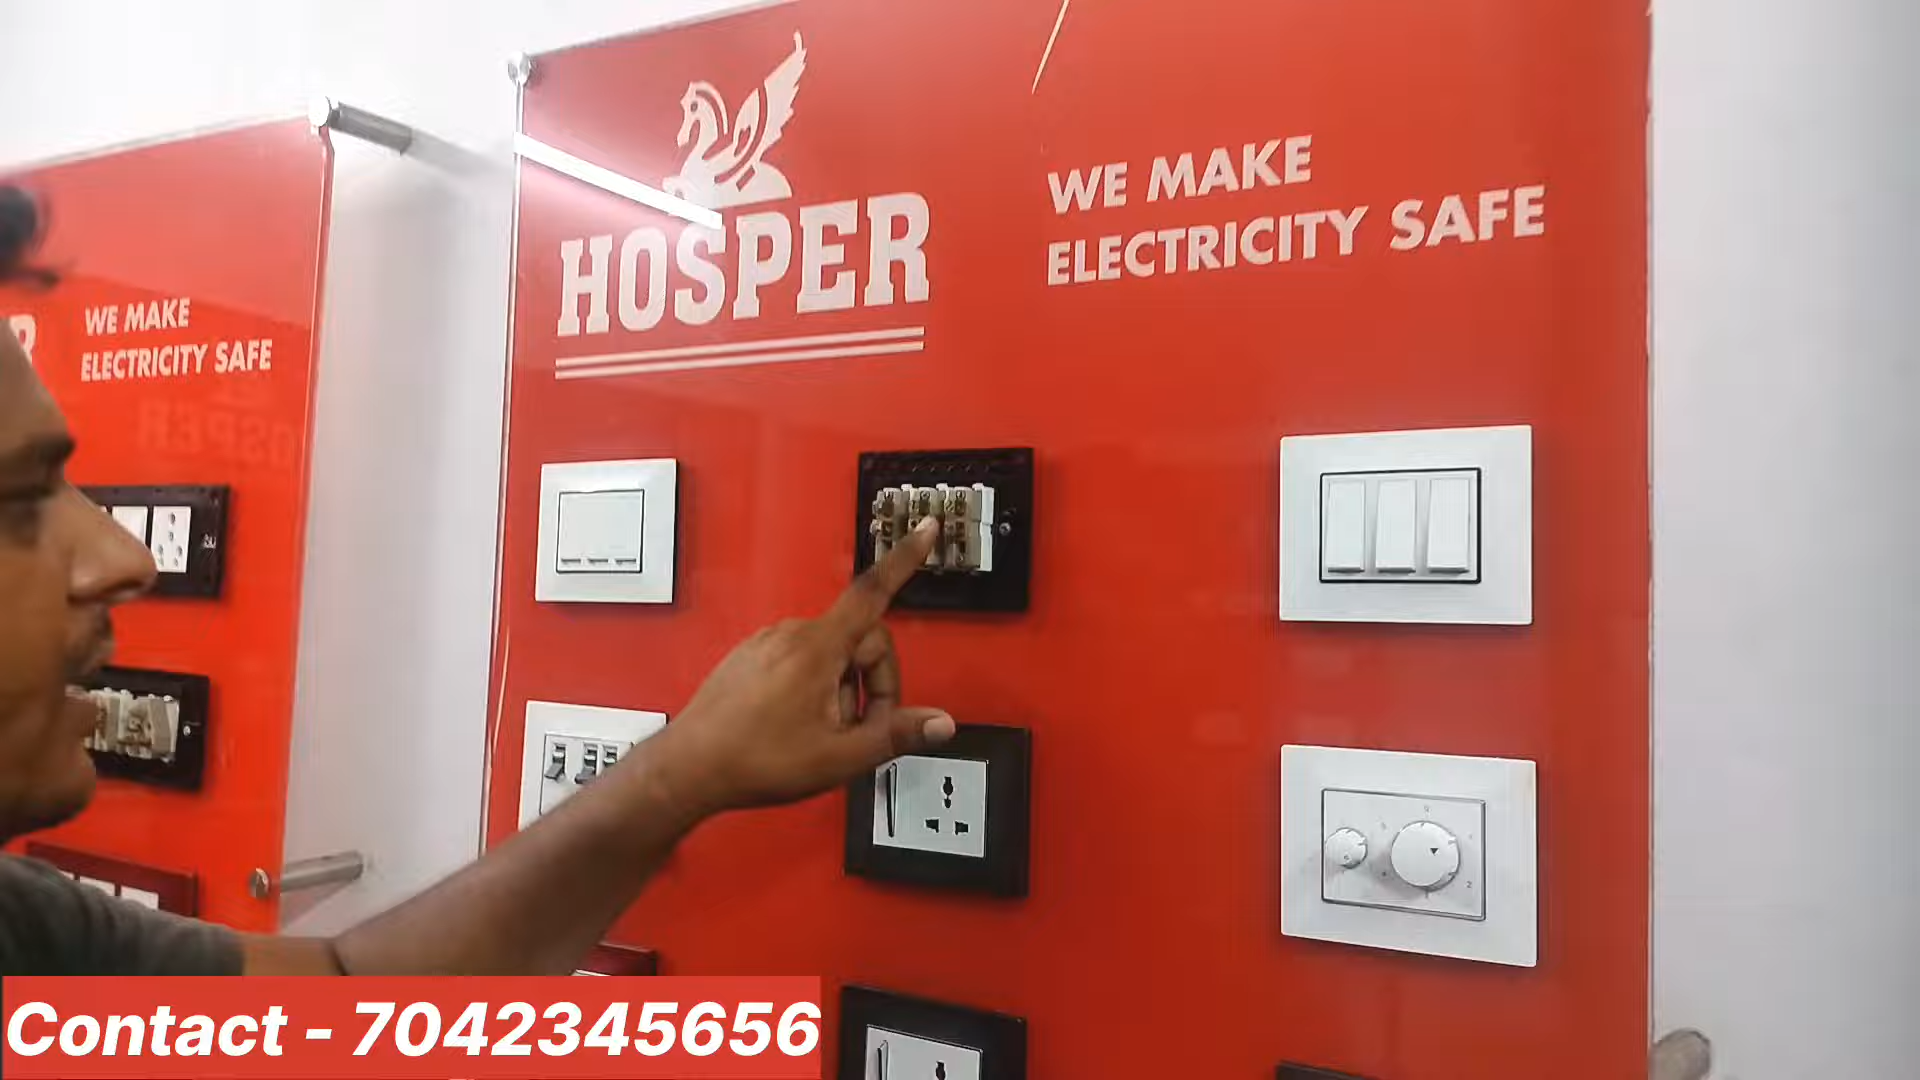 HOSPER
WE MAKE
ELECTRICITY SAFE
WE MAKE
ELECTRICITY SAFE
Contact - 7042345656